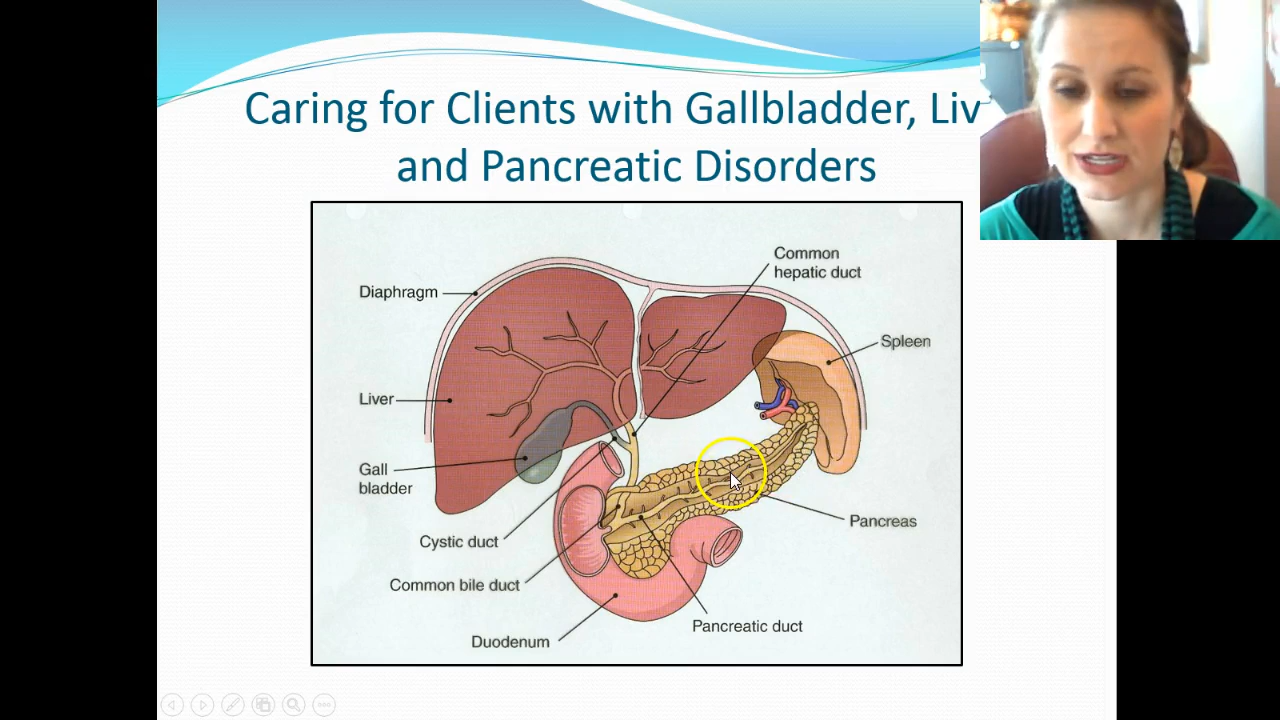 Caring for Clients with Gallbladder, Liv
and Pancreatic Disorders
Common
hepatic duct
Diaphragm
Spleen
Liver
Gall
bladder
Pancreas
Cystic duct
Common bile duct
Pancreatic duct
Duodenum